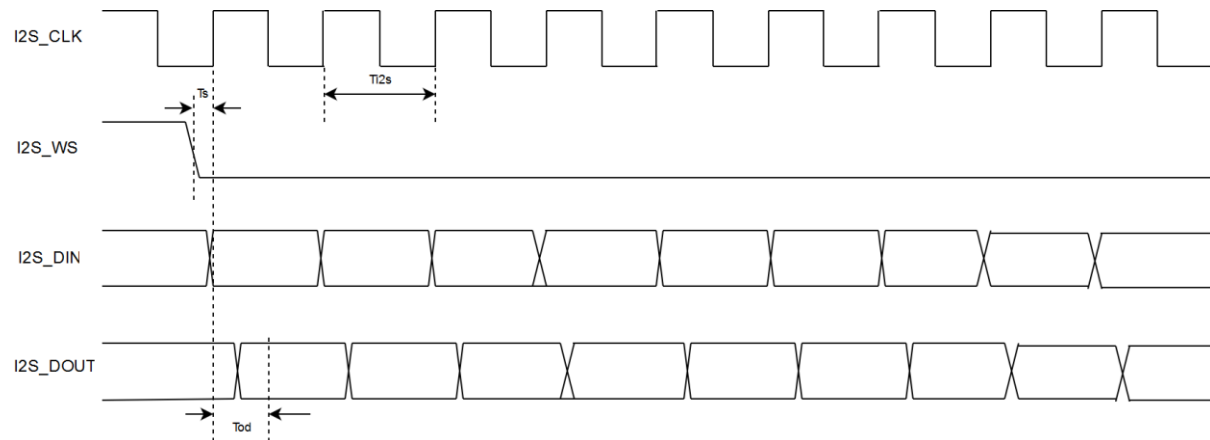 I2S_CLK
Ts
TI2s
I2S_WS
I2S_DIN
I2S_DOUT
Tod